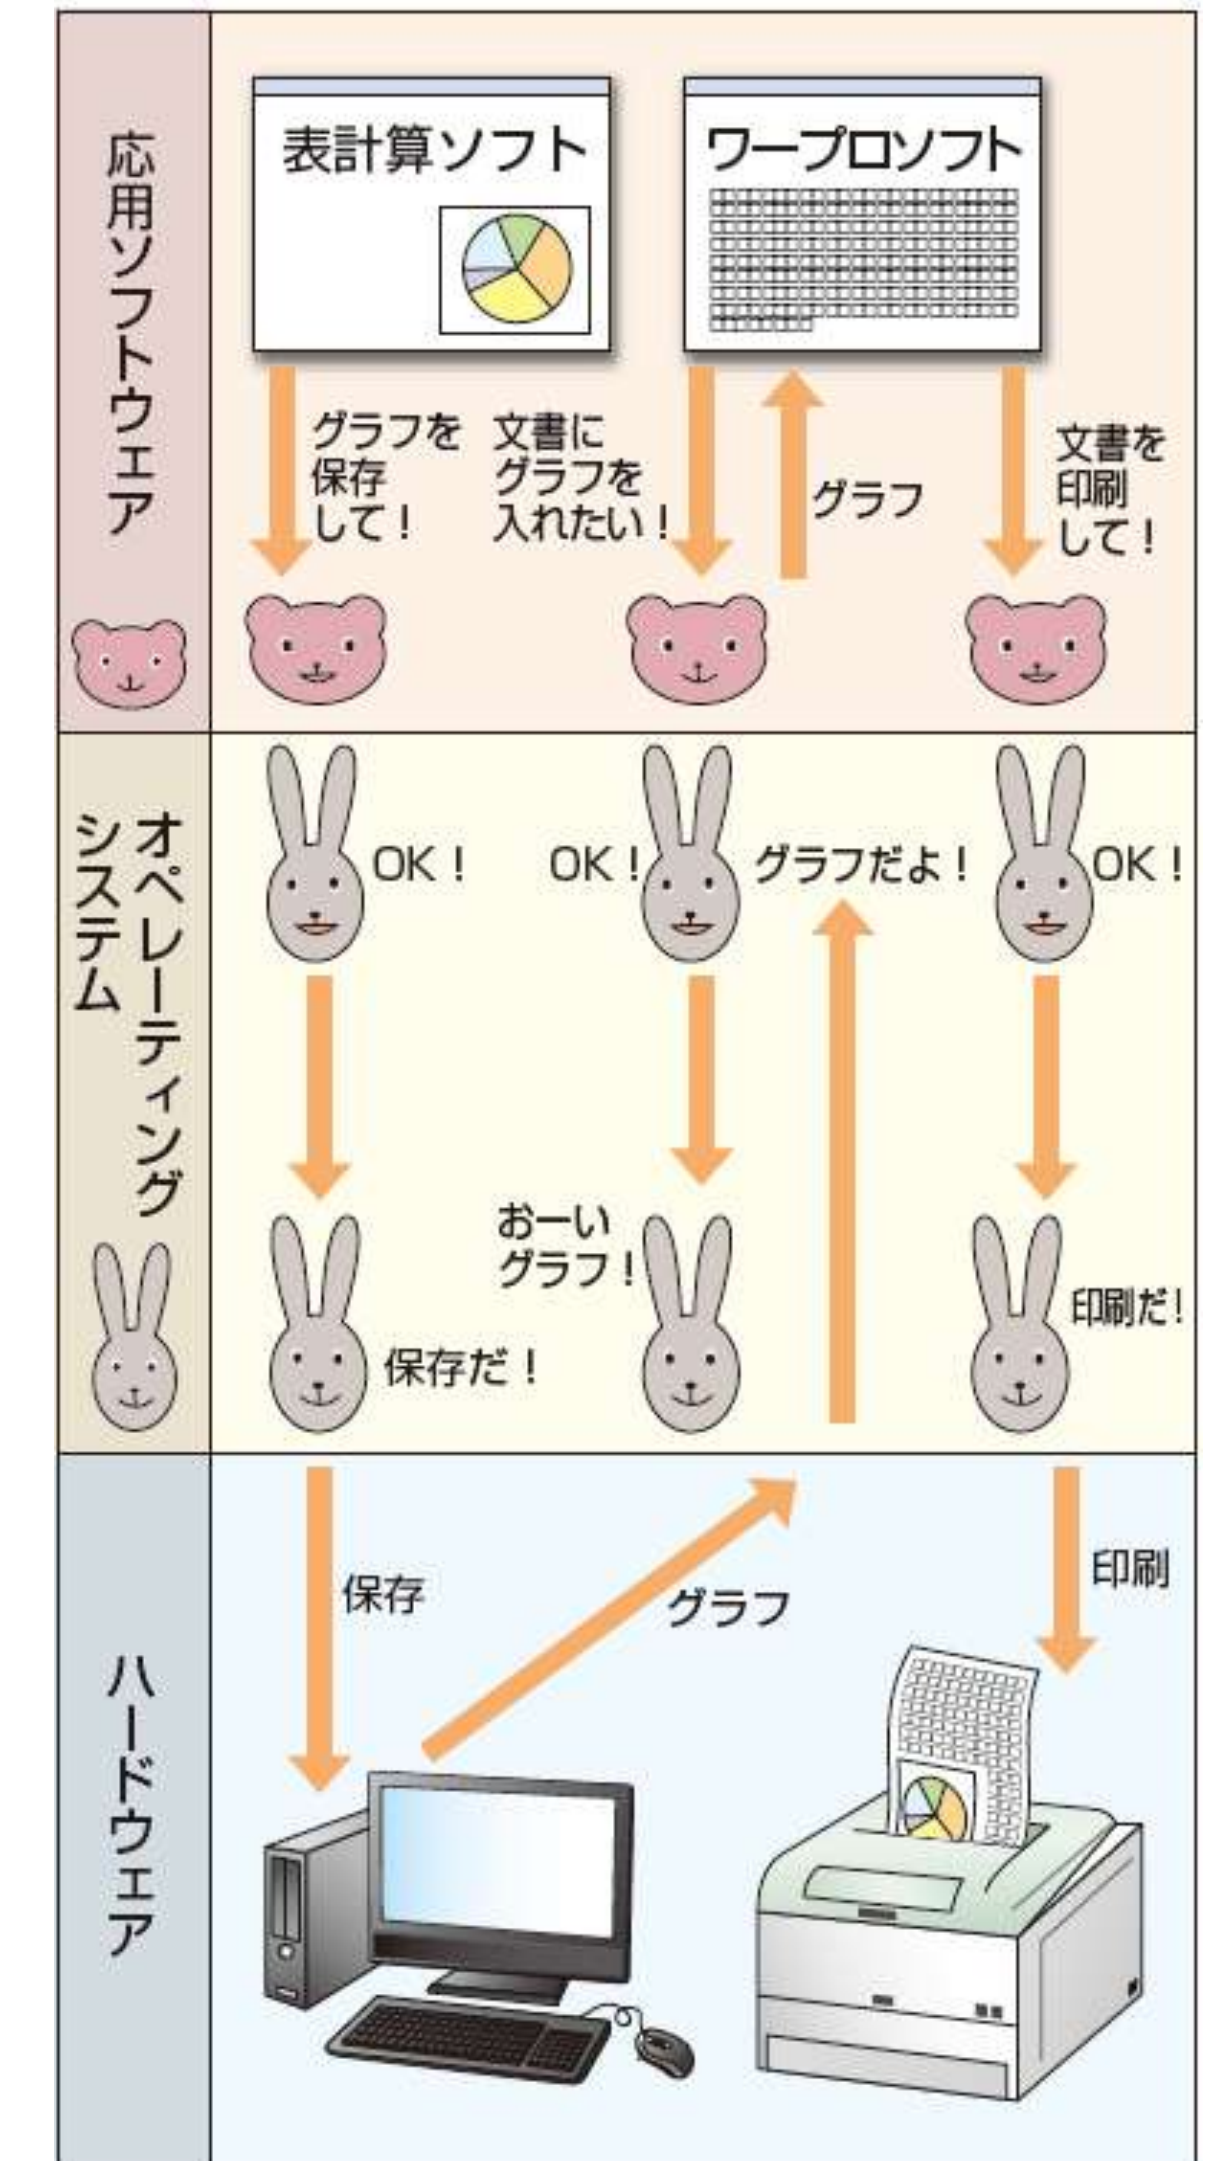 応用ソフトウェア
表計算ソフト
ワープロソフト
グラフを
保存
して！
文書に
グラフを
入れたい！
グラフ
文書を
印刷
して！
オペレーティング
システム
OK！
OK！
グラフだよ！
OK！
おーい
グラフ！
保存だ！
印刷だ！
ハードウェア
保存
グラフ
印刷